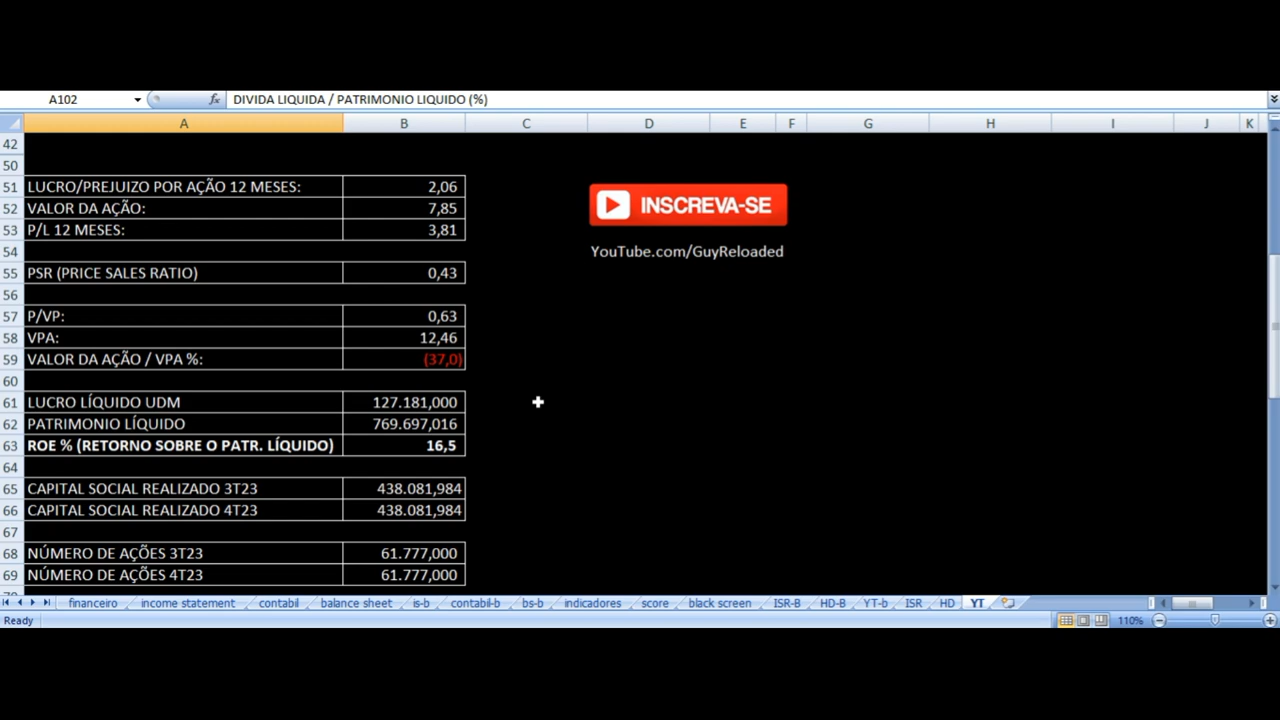 A102 fx DIVIDA LIQUIDA / PATRIMONIO LIQUIDO (%)
A B C D E F G H I J K
42
50
51 LUCRO/PREJUIZO POR AÇÃO 12 MESES: 2,06
52 VALOR DA AÇÃO: 7,85
INSCREVA-SE
53 P/L 12 MESES: 3,81
54
YouTube.com/GuyReloaded
55 PSR (PRICE SALES RATIO) 0,43
56
57 P/VP: 0,63
58 VPA: 12,46
59 VALOR DA AÇÃO / VPA %: (37,0)
60
61 LUCRO LÍQUIDO UDM 127.181,000
62 PATRIMONIO LÍQUIDO 769.697,016
63 ROE % (RETORNO SOBRE O PATR. LÍQUIDO) 16,5
64
65 CAPITAL SOCIAL REALIZADO 3T23 438.081,984
66 CAPITAL SOCIAL REALIZADO 4T23 438.081,984
67
68 NÚMERO DE AÇÕES 3T23 61.777,000
69 NÚMERO DE AÇÕES 4T23 61.777,000
financeiro income statement contabil balance sheet is-b contabil-b bs-b indicadores score black screen ISR-B HD-B YT-b ISR HD YT
Ready 110%